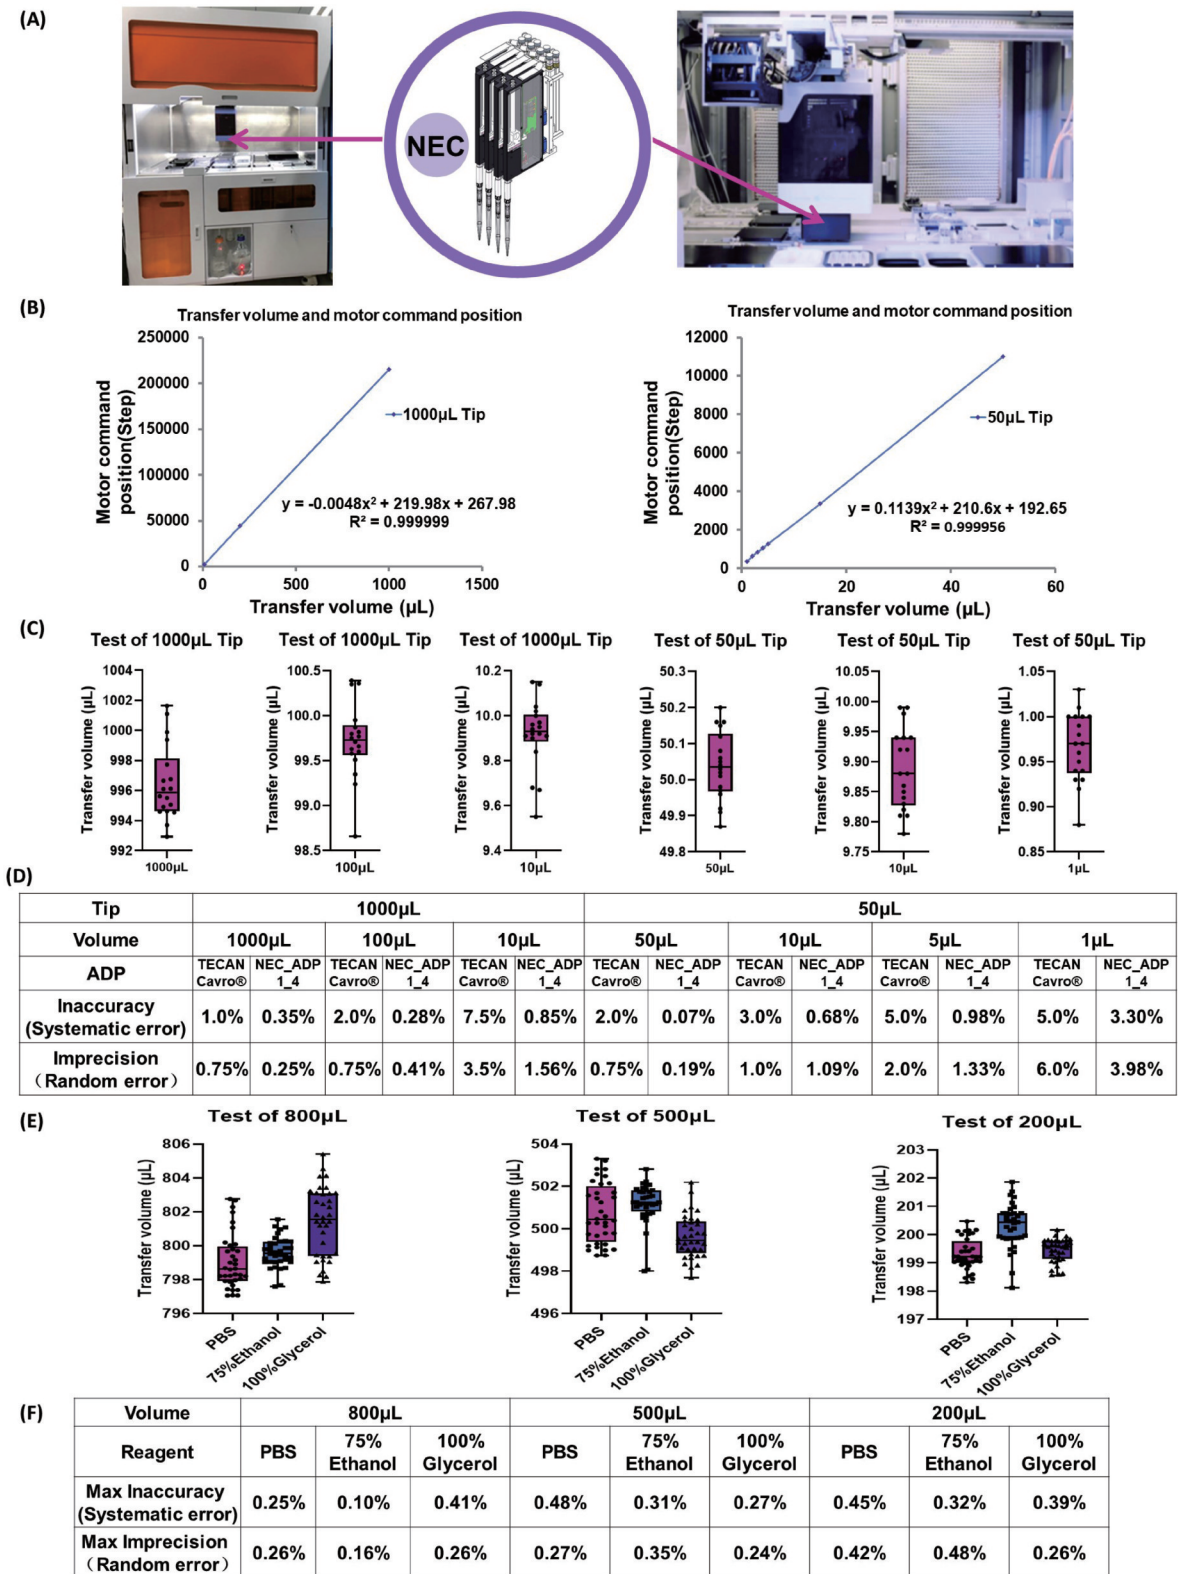 (A)
NEC
(B)
Transfer volume and motor command position
250000
200000
150000
100000
50000
0
Motor command
position(Step)
1000µL Tip
y = -0.0048x² + 219.98x + 267.98
R² = 0.999999
0 500 1000 1500
Transfer volume (µL)
Transfer volume and motor command position
12000
10000
8000
6000
4000
2000
0
Motor command
position(Step)
50µL Tip
y = 0.1139x² + 210.6x + 192.65
R² = 0.999956
0 20 40 60
Transfer volume (µL)
(C)
Test of 1000µL Tip
Transfer volume (µL)
1004
1002
1000
998
996
994
992
1000µL
Test of 1000µL Tip
Transfer volume (µL)
100.5
100.0
99.5
99.0
98.5
100µL
Test of 1000µL Tip
Transfer volume (µL)
10.2
10.0
9.8
9.6
9.4
10µL
Test of 50µL Tip
Transfer volume (µL)
50.3
50.2
50.1
50.0
49.9
49.8
50µL
Test of 50µL Tip
Transfer volume (µL)
10.05
10.00
9.95
9.90
9.85
9.80
9.75
10µL
Test of 50µL Tip
Transfer volume (µL)
1.05
1.00
0.95
0.90
0.85
1µL
(D)
Tip 1000µL 50µL
Volume 1000µL 100µL 10µL 50µL 10µL 5µL 1µL
ADP TECAN Cavro® NEC_ADP 1_4 TECAN Cavro® NEC_ADP 1_4 TECAN Cavro® NEC_ADP 1_4 TECAN Cavro® NEC_ADP 1_4 TECAN Cavro® NEC_ADP 1_4 TECAN Cavro® NEC_ADP 1_4 TECAN Cavro® NEC_ADP 1_4
Inaccuracy (Systematic error) 1.0% 0.35% 2.0% 0.28% 7.5% 0.85% 2.0% 0.07% 3.0% 0.68% 5.0% 0.98% 5.0% 3.30%
Imprecision （Random error） 0.75% 0.25% 0.75% 0.41% 3.5% 1.56% 0.75% 0.19% 1.0% 1.09% 2.0% 1.33% 6.0% 3.98%
(E)
Test of 800µL
Transfer volume (µL)
806
804
802
800
798
796
PBS
75%Ethanol
100%Glycerol
Test of 500µL
Transfer volume (µL)
504
502
500
498
496
PBS
75%Ethanol
100%Glycerol
Test of 200µL
Transfer volume (µL)
203
202
201
200
199
198
197
PBS
75%Ethanol
100%Glycerol
(F)
Volume 800µL 500µL 200µL
Reagent PBS 75% Ethanol 100% Glycerol PBS 75% Ethanol 100% Glycerol PBS 75% Ethanol 100% Glycerol
Max Inaccuracy (Systematic error) 0.25% 0.10% 0.41% 0.48% 0.31% 0.27% 0.45% 0.32% 0.39%
Max Imprecision （Random error） 0.26% 0.16% 0.26% 0.27% 0.35% 0.24% 0.42% 0.48% 0.26%